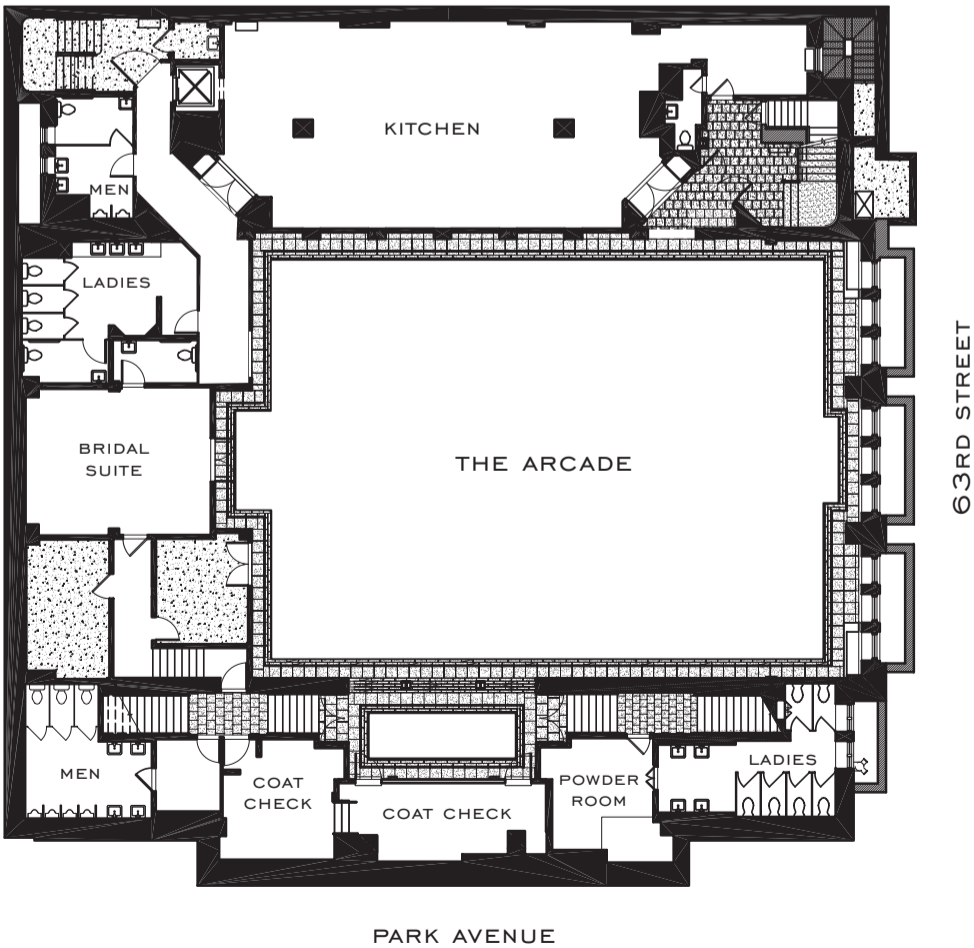 KITCHEN
MEN
LADIES
63RD STREET
BRIDAL
SUITE
THE ARCADE
MEN
COAT
CHECK
COAT CHECK
POWDER
ROOM
LADIES
PARK AVENUE